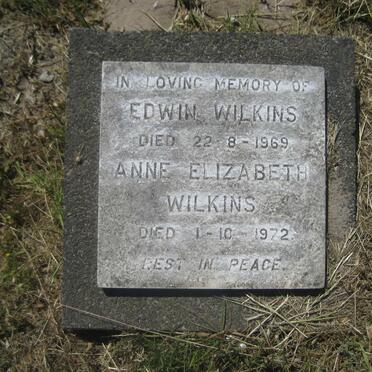 IN LOVING MEMORY OF
EDWIN WILKINS
DIED 22-8-1969
ANNE ELIZABETH
WILKINS
DIED 1-10-1972
REST IN PEACE.